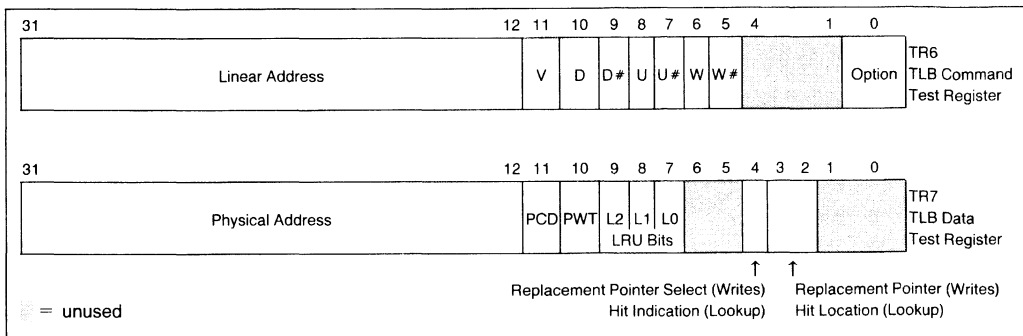 31 12 11 10 9 8 7 6 5 4 1 0
Linear Address V D D# U U# W W# Option
TR6
TLB Command
Test Register
31 12 11 10 9 8 7 6 5 4 3 2 1 0
Physical Address PCD PWT L2 L1 L0
LRU Bits
TR7
TLB Data
Test Register
↑ ↑
Replacement Pointer Select (Writes)
Hit Indication (Lookup)
Replacement Pointer (Writes)
Hit Location (Lookup)
= unused